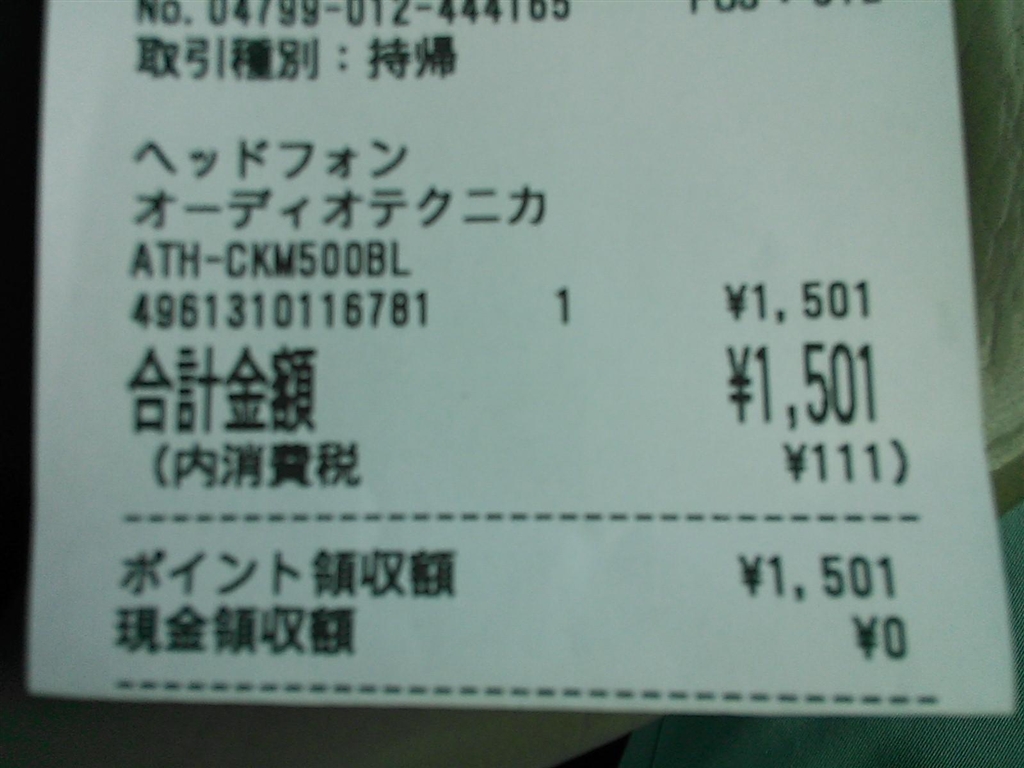 No. 04799-012-444165
取引種別：持帰
ヘッドフォン
オーディオテクニカ
ATH-CKM500BL
4961310116781 1 ¥1,501
合計金額 ¥1,501
(内消費税 ¥111)
ポイント領収額 ¥1,501
現金領収額 ¥0